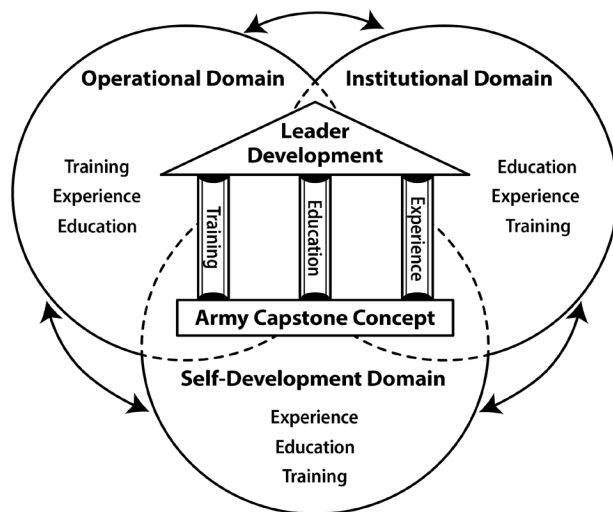 Operational Domain
Institutional Domain
Leader
Development
Training
Experience
Education
Education
Experience
Training
Training
Education
Experience
Army Capstone Concept
Self-Development Domain
Experience
Education
Training